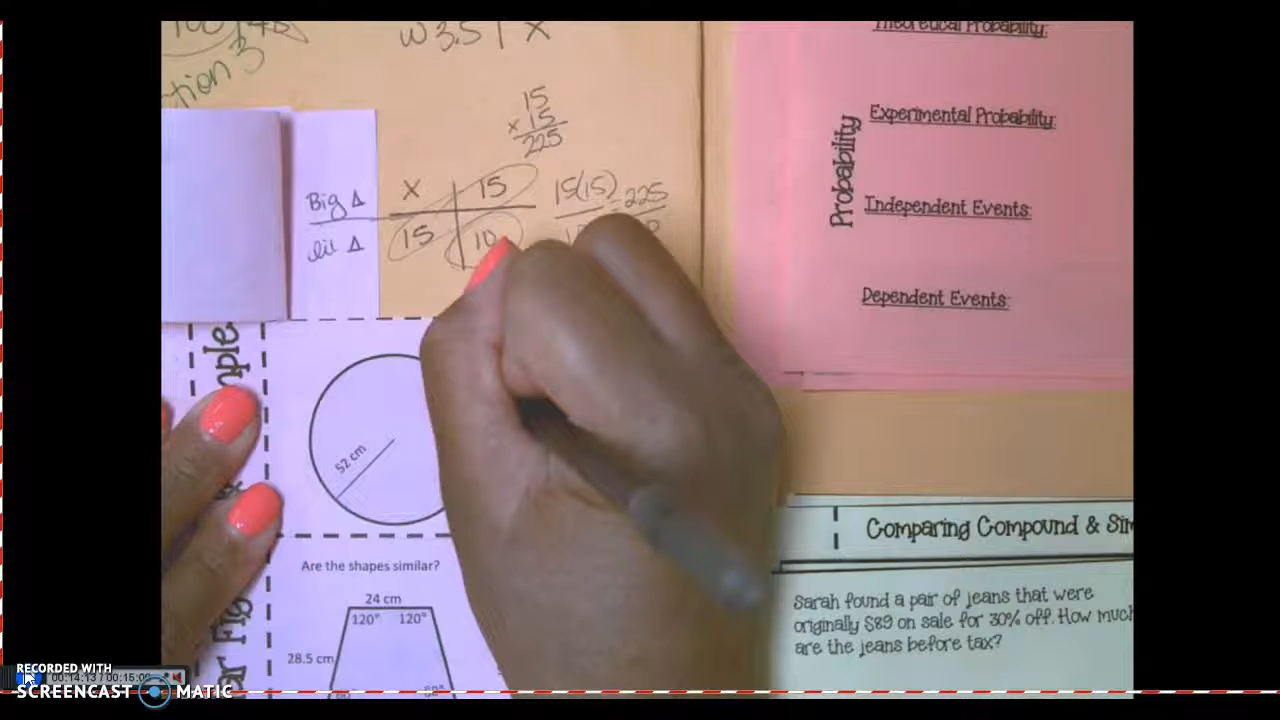 tion 3
W 3.5 | X
15
× 15
225
Big Δ
lil Δ
X 15
15 10
15(15) = 225
52 cm
Are the shapes similar?
24 cm
120° 120°
28.5 cm
Theoretical Probability:
Experimental Probability:
Probability
Independent Events:
Dependent Events:
Comparing Compound & Sim
Sarah found a pair of jeans that were
originally $89 on sale for 30% off. How much
are the jeans before tax?
RECORDED WITH
SCREENCAST MATIC